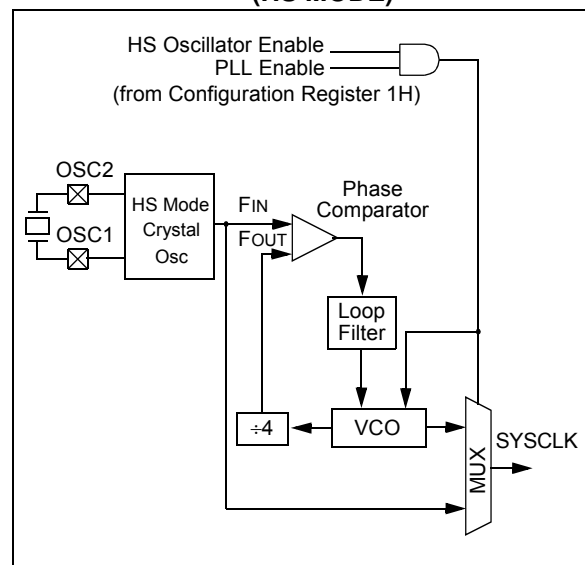 (HS MODE)
HS Oscillator Enable
PLL Enable
(from Configuration Register 1H)
OSC2
OSC1
HS Mode
Crystal
Osc
FIN
FOUT
Phase
Comparator
Loop
Filter
÷4
VCO
MUX
SYSCLK